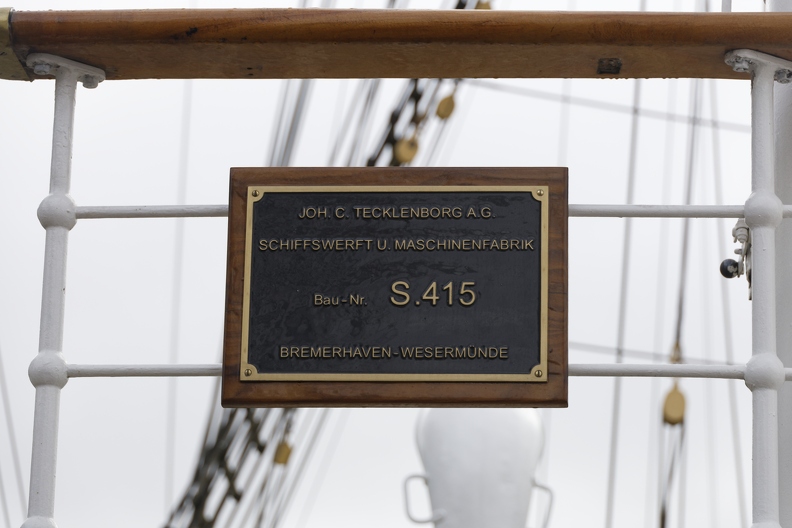 JOH. C. TECKLENBORG A.G.
SCHIFFSWERFT U. MASCHINENFABRIK
Bau-Nr. S.415
BREMERHAVEN-WESERMÜNDE